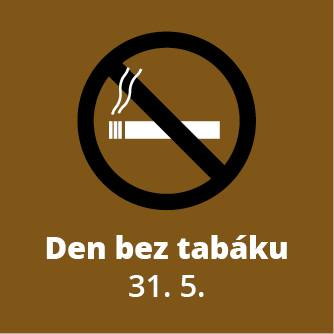 Den bez tabáku
31. 5.